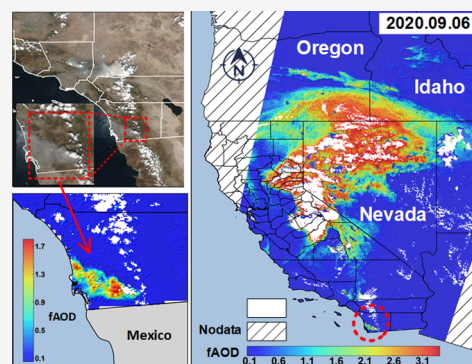 2020.09.06
Oregon
Idaho
N
Nevada
1.7
1.3
0.9
0.5
0.1
fAOD
Mexico
Nodata
fAOD
0.1 0.6 1.1 1.6 2.1 2.6 3.1